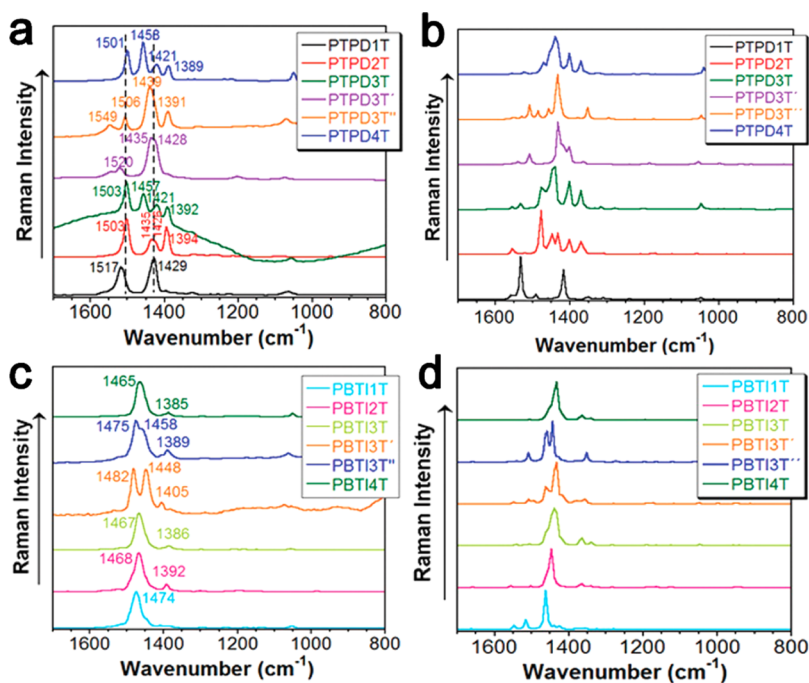 a
1501
1458
1421
1389
1439
1549
1506
1391
1435
1428
1520
1503
1457
1421
1392
1503
1435
1425
1394
1517
1429
PTPD1T
PTPD2T
PTPD3T
PTPD3T´
PTPD3T"
PTPD4T
Raman Intensity
1600 1400 1200 1000 800
Wavenumber (cm⁻¹)
b
PTPD1T
PTPD2T
PTPD3T
PTPD3T´
PTPD3T´´
PTPD4T
Raman Intensity
1600 1400 1200 1000 800
Wavenumber (cm⁻¹)
c
1465
1385
1475
1458
1389
1482
1448
1405
1467
1386
1468
1392
1474
PBTI1T
PBTI2T
PBTI3T
PBTI3T´
PBTI3T"
PBTI4T
Raman Intensity
1600 1400 1200 1000 800
Wavenumber (cm⁻¹)
d
PBTI1T
PBTI2T
PBTI3T
PBTI3T´
PBTI3T´´
PBTI4T
Raman Intensity
1600 1400 1200 1000 800
Wavenumber (cm⁻¹)